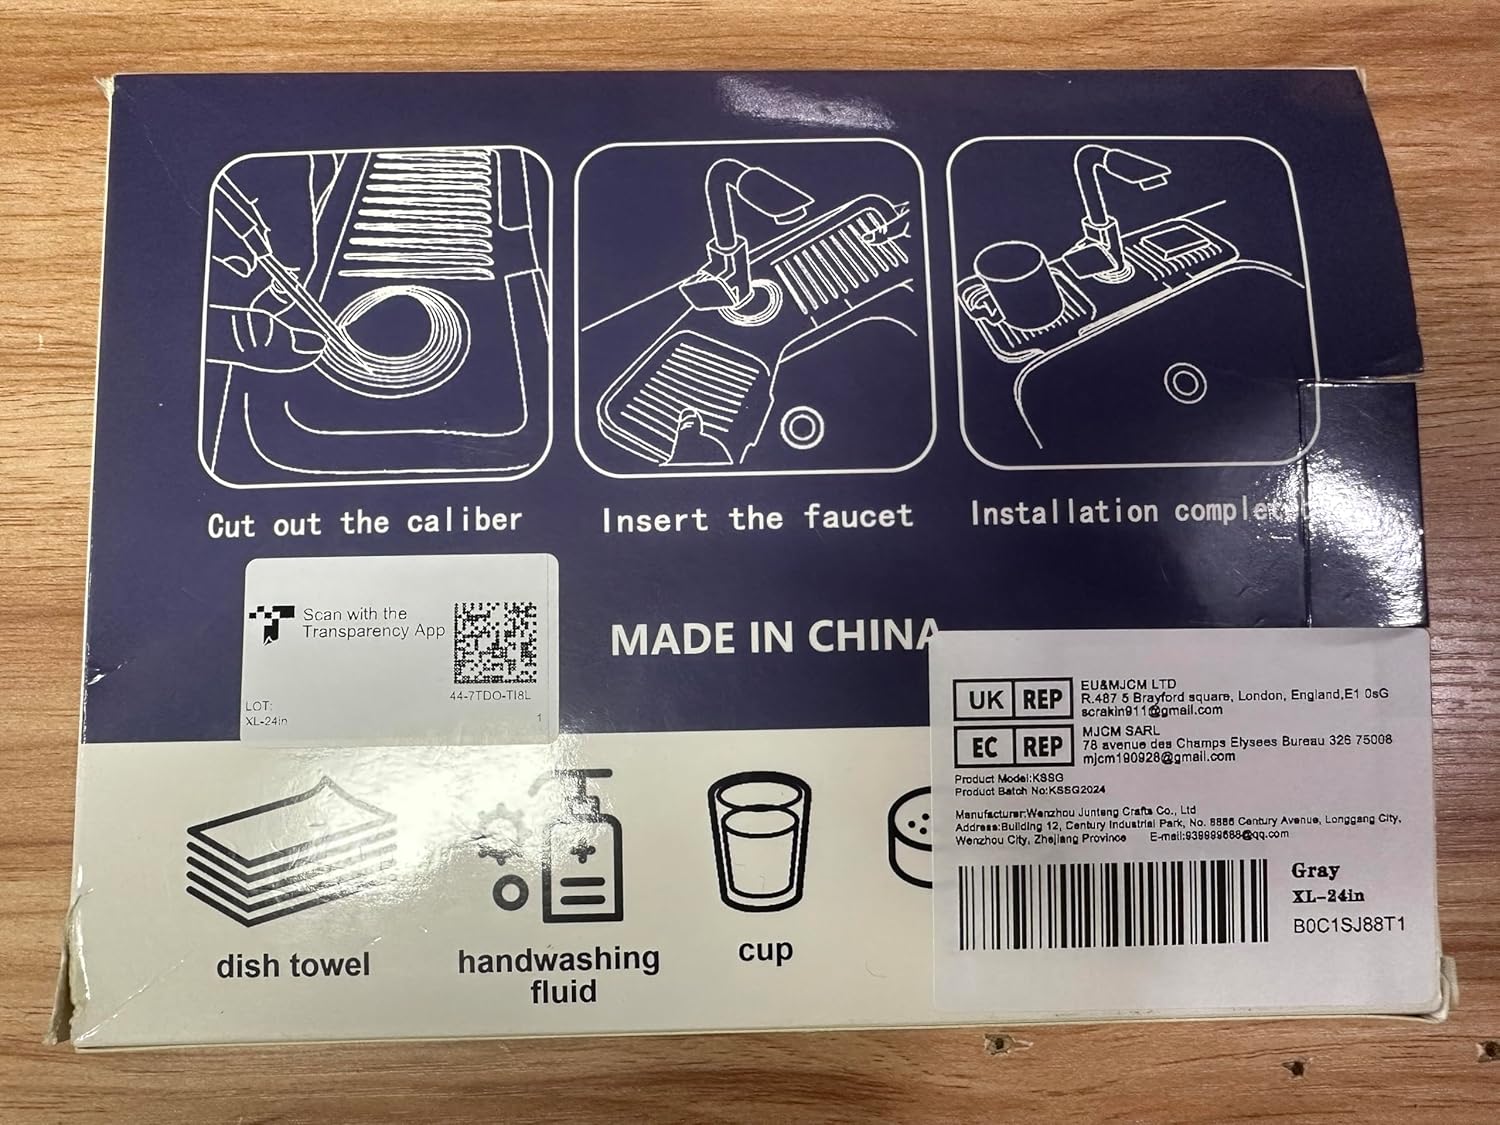 Cut out the caliber
Insert the faucet
Installation complet
Scan with the
Transparency App
44-7TDO-TI8L
LOT:
XL-24in
1
MADE IN CHINA
UK REP
EU&MJCM LTD
R.487 5 Brayford square, London, England,E1 0sG
scrakin911@gmail.com
EC REP
MJCM SARL
78 avenue des Champs Elysees Bureau 326 75008
mjcm190928@gmail.com
Product Model:KSSG
Product Batch No:KSSG2024
Manufacturer:Wenzhou Junteng Crafts Co., Ltd
Address:Building 12, Century Industrial Park, No. 8886 Century Avenue, Longgang City,
Wenzhou City, Zhejiang Province E-mail:939999688@qq.com
Gray
XL-24in
B0C1SJ88T1
dish towel
handwashing
fluid
cup